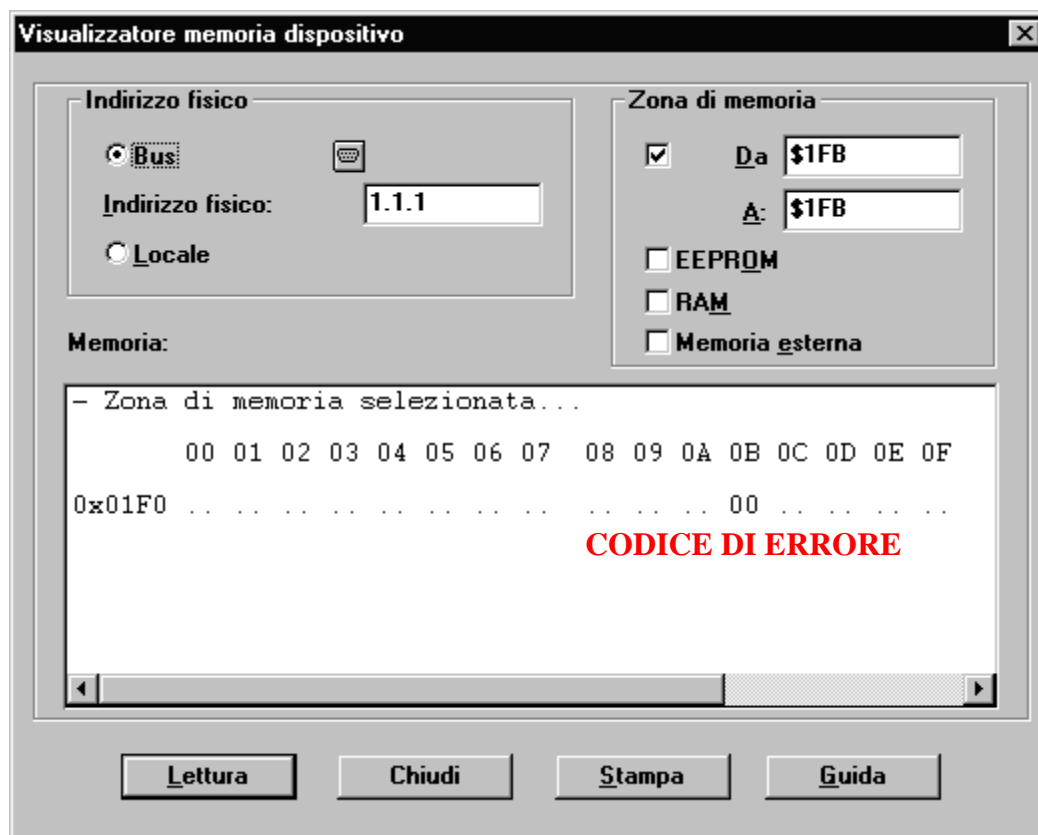 Visualizzatore memoria dispositivo
Indirizzo fisico
Bus
Indirizzo fisico: 1.1.1
Locale
Zona di memoria
Da $1FB
A: $1FB
EEPROM
RAM
Memoria esterna
Memoria:
– Zona di memoria selezionata...
00 01 02 03 04 05 06 07 08 09 0A 0B 0C 0D 0E 0F
0x01F0 .. .. .. .. .. .. .. .. .. .. .. 00 .. .. .. ..
CODICE DI ERRORE
Lettura Chiudi Stampa Guida